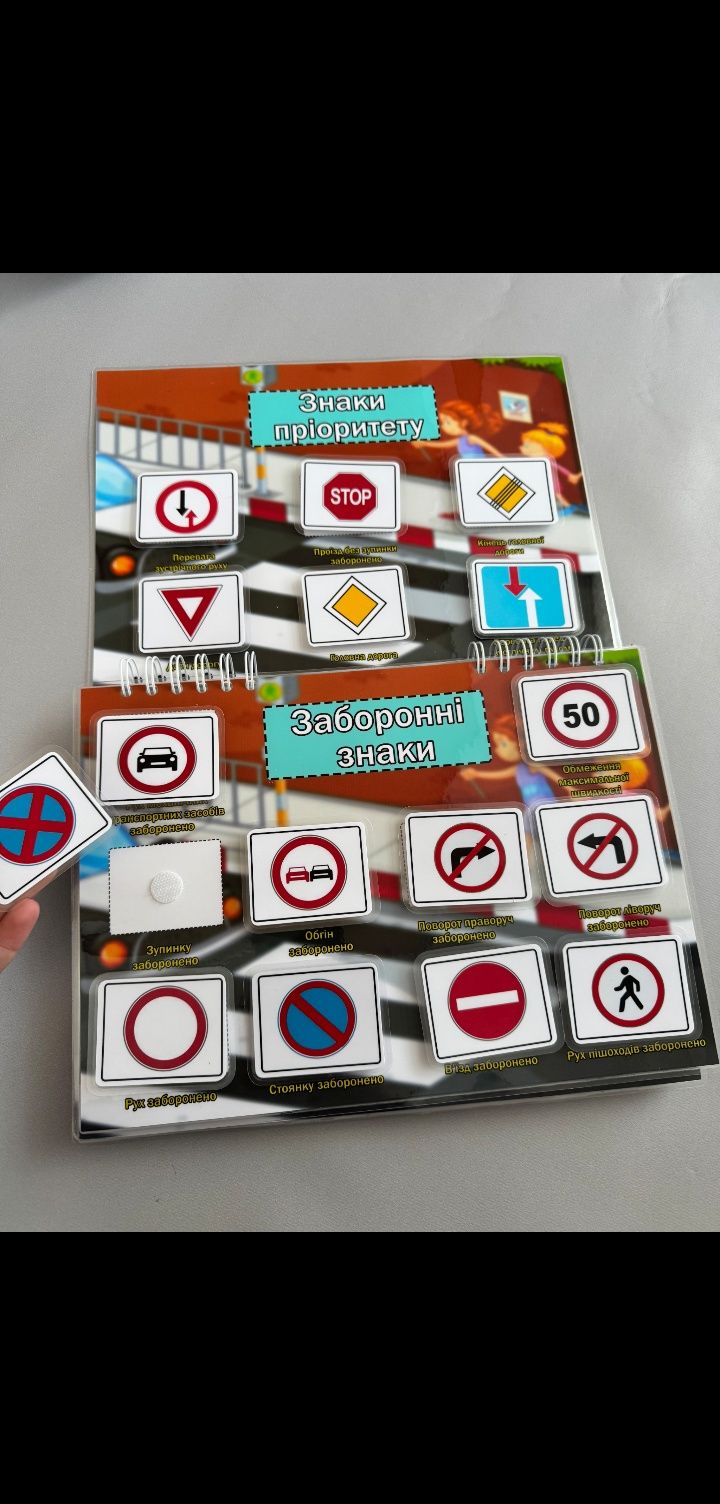 Знаки
пріоритету
STOP
Перевага
зустрічного руху
Проїзд без зупинки
заборонено
Кінець головної
дороги
Головна дорога
Заборонні
знаки
50
Обмеження
максимальної
швидкості
засобів
заборонено
Зупинку
заборонено
Обгін
заборонено
Поворот праворуч
заборонено
Поворот ліворуч
заборонено
Рух заборонено
Стоянку заборонено
В'їзд заборонено
Рух пішоходів заборонено